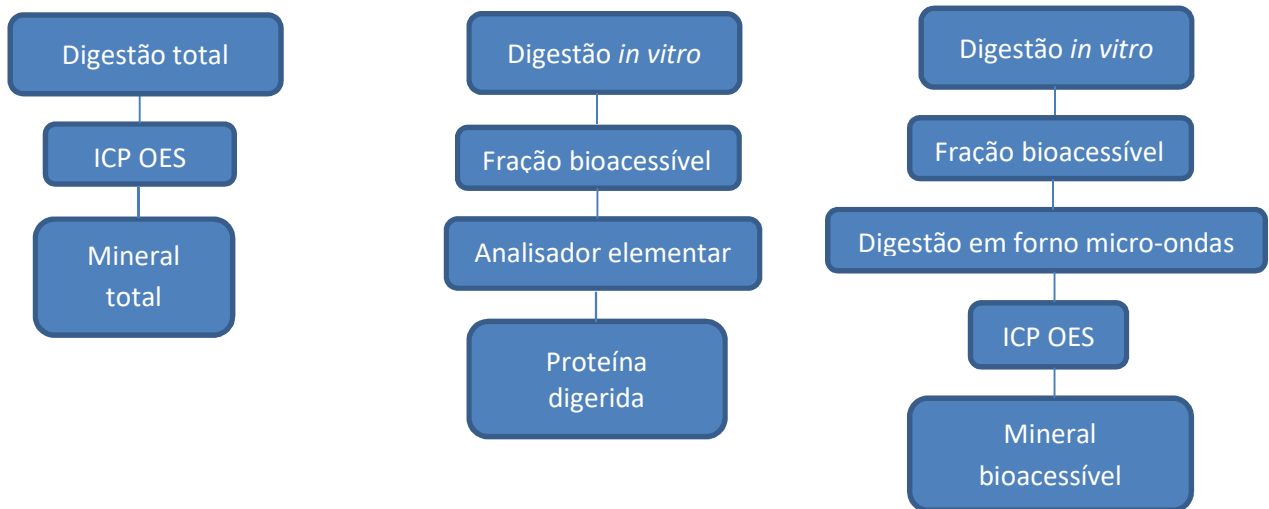 Digestão total
ICP OES
Mineral
total
Digestão in vitro
Fração bioacessível
Analisador elementar
Proteína
digerida
Digestão in vitro
Fração bioacessível
Digestão em forno micro-ondas
ICP OES
Mineral
bioacessível